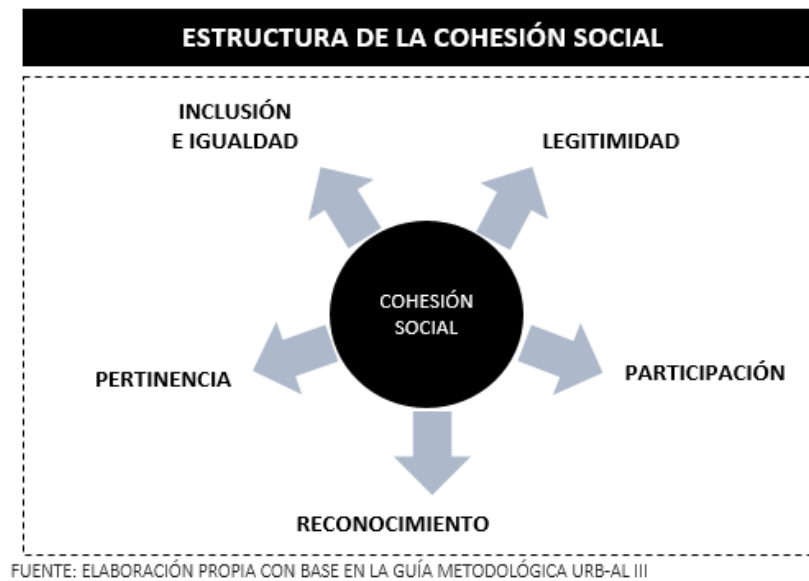 ESTRUCTURA DE LA COHESIÓN SOCIAL
INCLUSIÓN
E IGUALDAD
LEGITIMIDAD
COHESIÓN
SOCIAL
PERTINENCIA
PARTICIPACIÓN
RECONOCIMIENTO
FUENTE: ELABORACIÓN PROPIA CON BASE EN LA GUÍA METODOLÓGICA URB-AL III